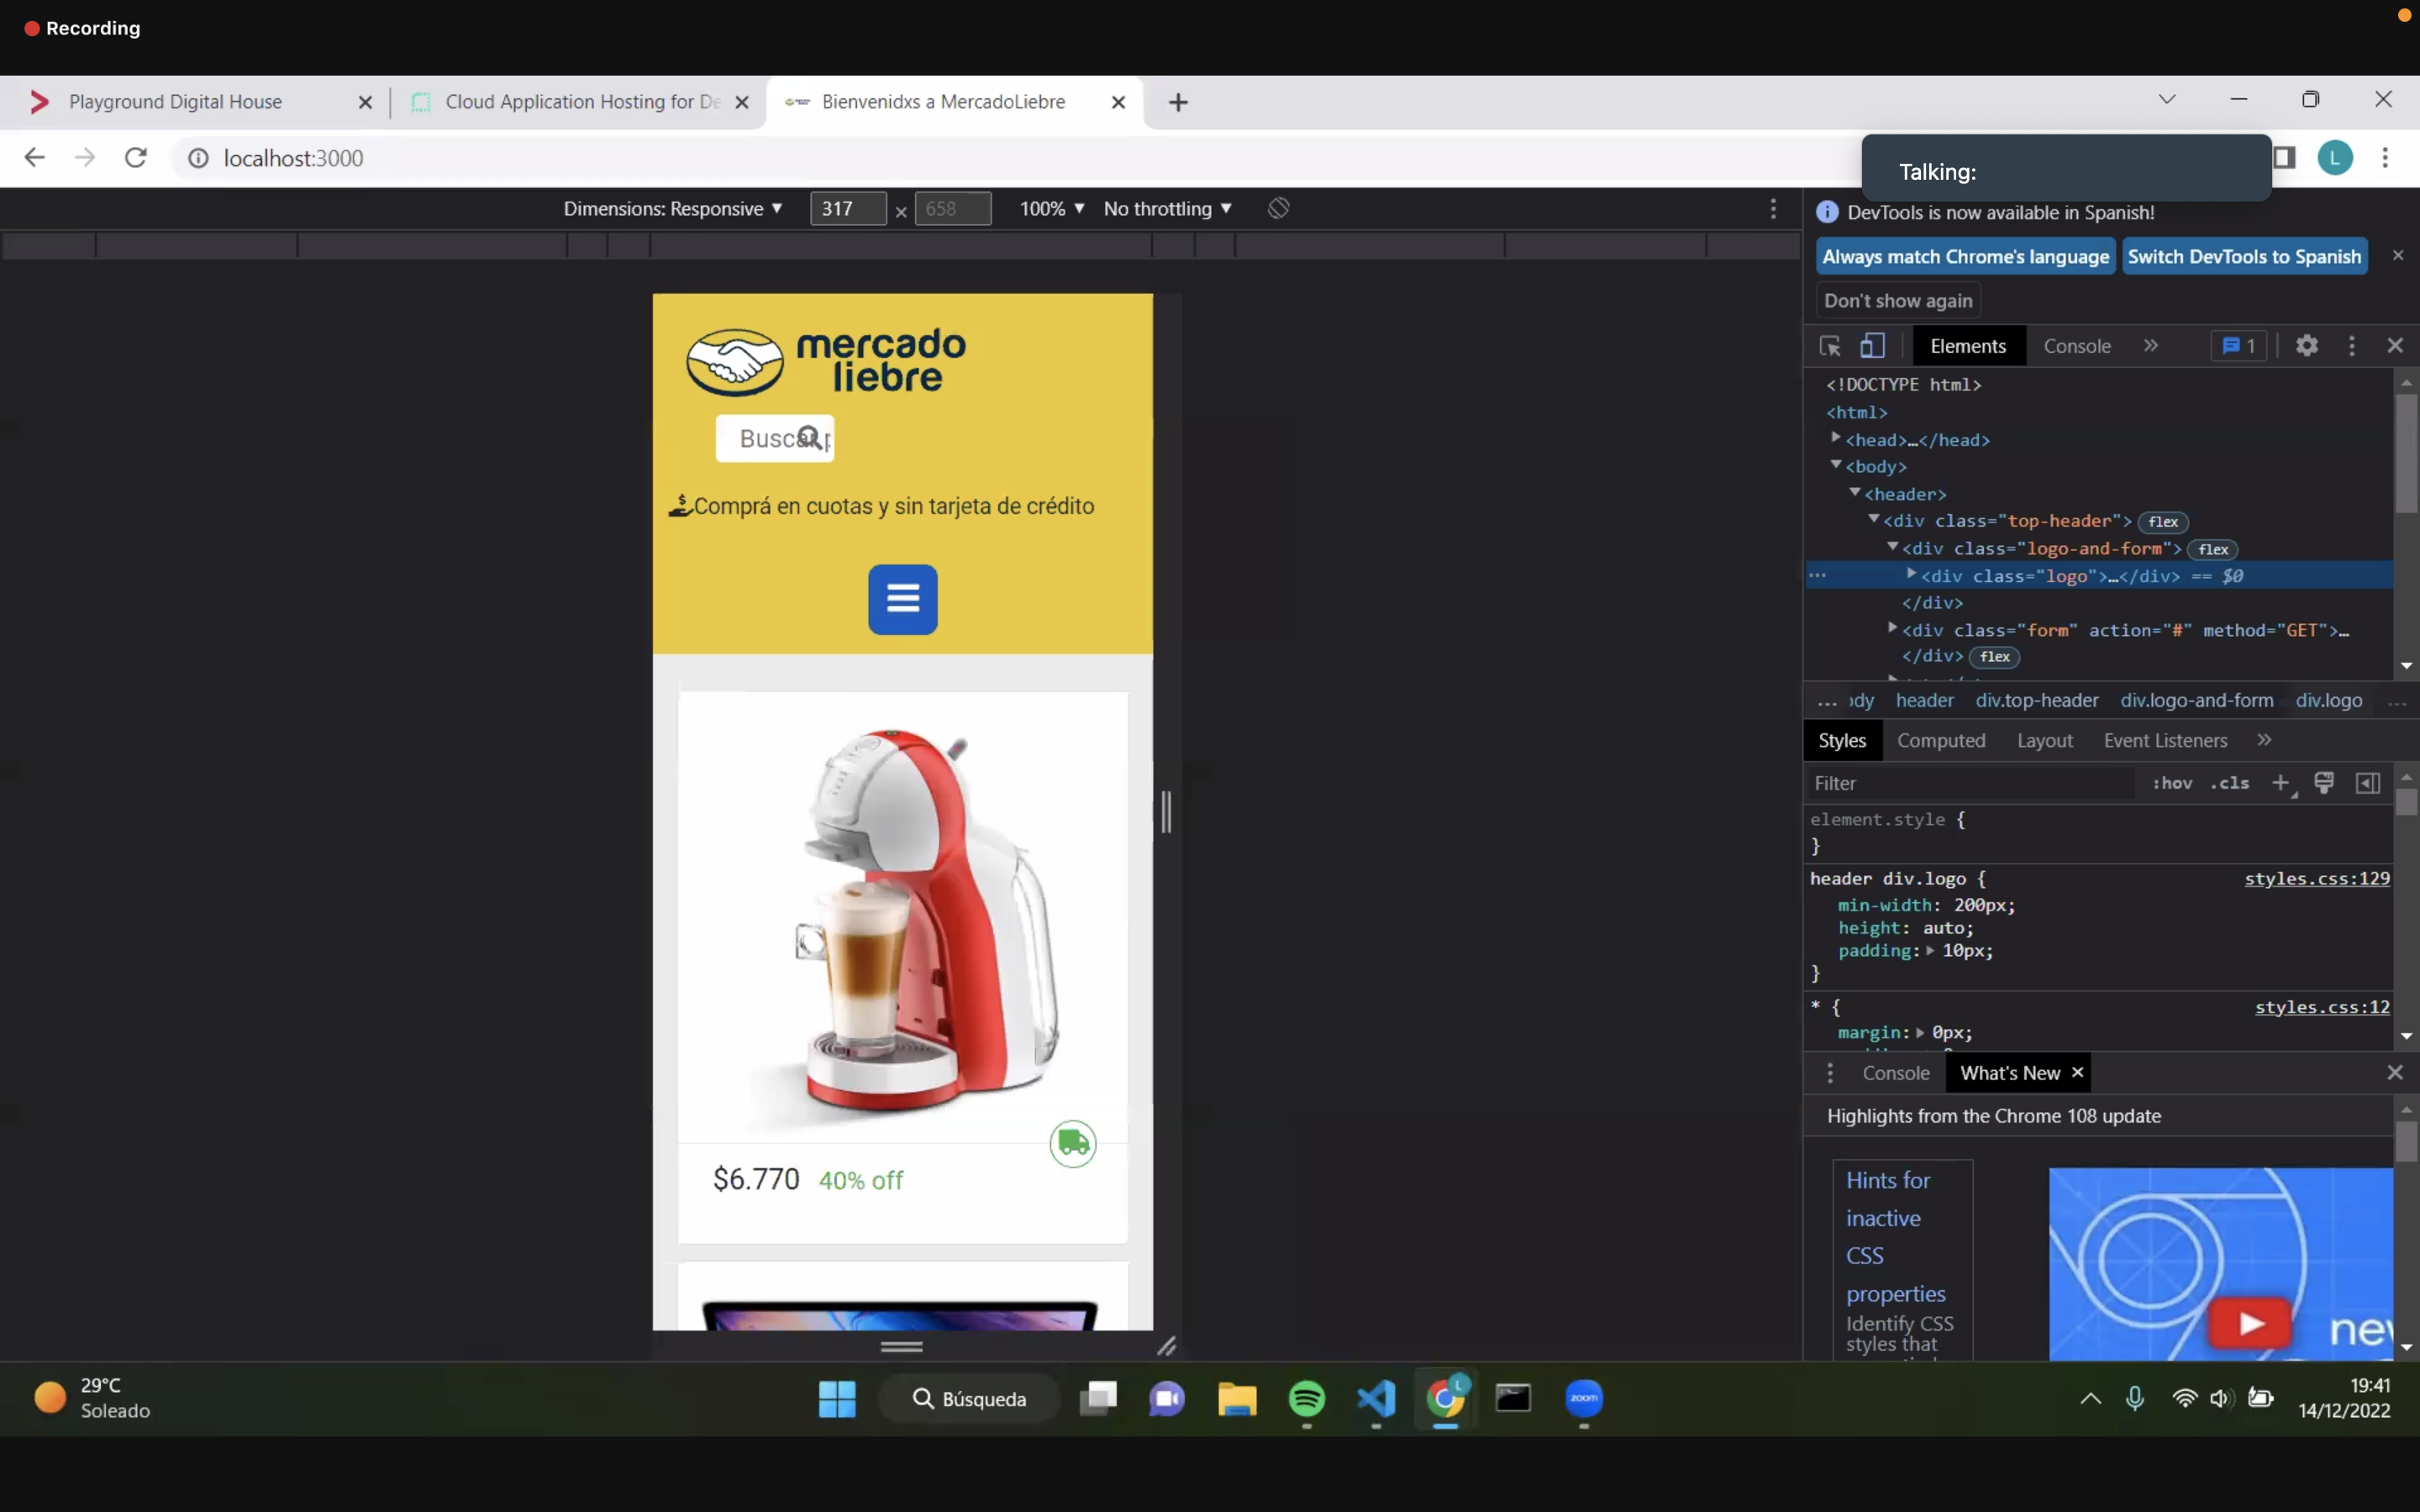 Recording
Playground Digital House
Cloud Application Hosting for De
Bienvenidxs a MercadoLiebre
localhost:3000
Talking:
L
Dimensions: Responsive
317 × 658
100%
No throttling
DevTools is now available in Spanish!
Always match Chrome's language
Switch DevTools to Spanish
Don't show again
Elements
Console
1
<!DOCTYPE html>
<html>
<head>…</head>
<body>
<header>
<div class="top-header"> flex
<div class="logo-and-form"> flex
<div class="logo">…</div> == $0
</div>
<div class="form" action="#" method="GET">…
</div> flex
... header div.top-header div.logo-and-form div.logo ...
Styles
Computed
Layout
Event Listeners
Filter
:hov .cls
element.style {
}
header div.logo { styles.css:129
min-width: 200px;
height: auto;
padding: 10px;
}
* { styles.css:12
margin: 0px;
Console
What's New
Highlights from the Chrome 108 update
Hints for
inactive
CSS
properties
Identify CSS
styles that
new
mercado
liebre
Buscar p
Comprá en cuotas y sin tarjeta de crédito
$6.770 40% off
29°C
Soleado
Búsqueda
L
zoom
19:41
14/12/2022